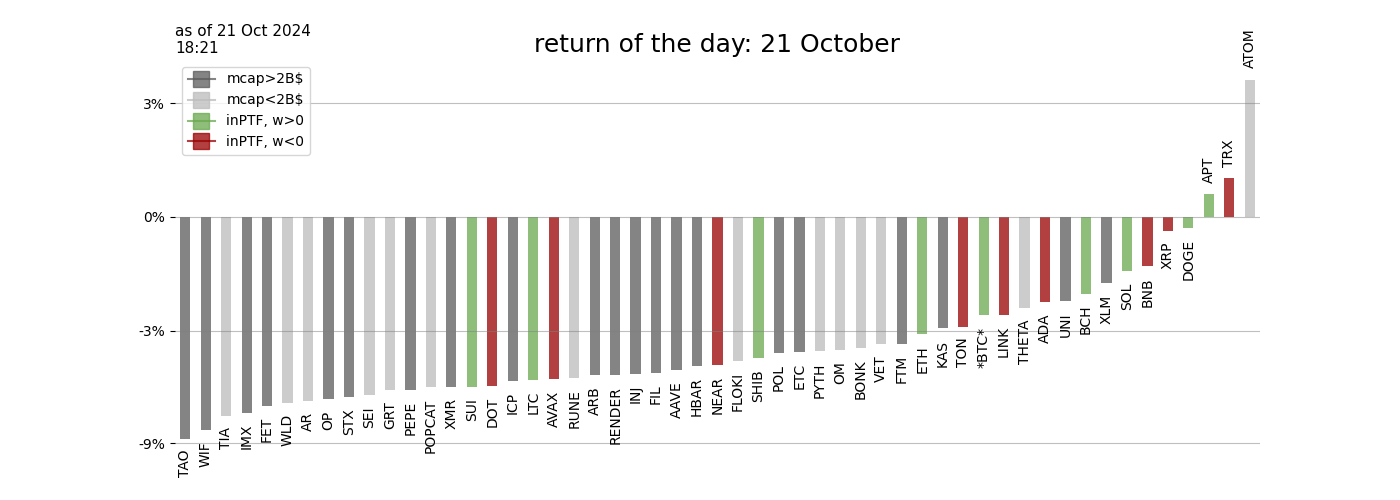 as of 21 Oct 2024
18:21
return of the day: 21 October
mcap>2B$
mcap<2B$
inPTF, w>0
inPTF, w<0
3%
0%
-3%
-9%
TAO
WIF
TIA
IMX
FET
WLD
AR
OP
STX
SEI
GRT
PEPE
POPCAT
XMR
SUI
DOT
ICP
LTC
AVAX
RUNE
ARB
RENDER
INJ
FIL
AAVE
HBAR
NEAR
FLOKI
SHIB
POL
ETC
PYTH
OM
BONK
VET
FTM
ETH
KAS
TON
*BTC*
LINK
THETA
ADA
UNI
BCH
XLM
SOL
BNB
XRP
DOGE
APT
TRX
ATOM